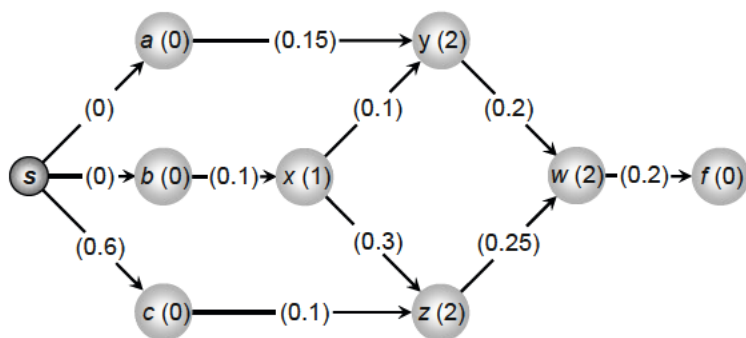 a (0) (0.15) y (2)
(0) (0.1) (0.2)
s (0) b (0) (0.1) x (1) w (2) (0.2) f (0)
(0.6) (0.3) (0.25)
c (0) (0.1) z (2)